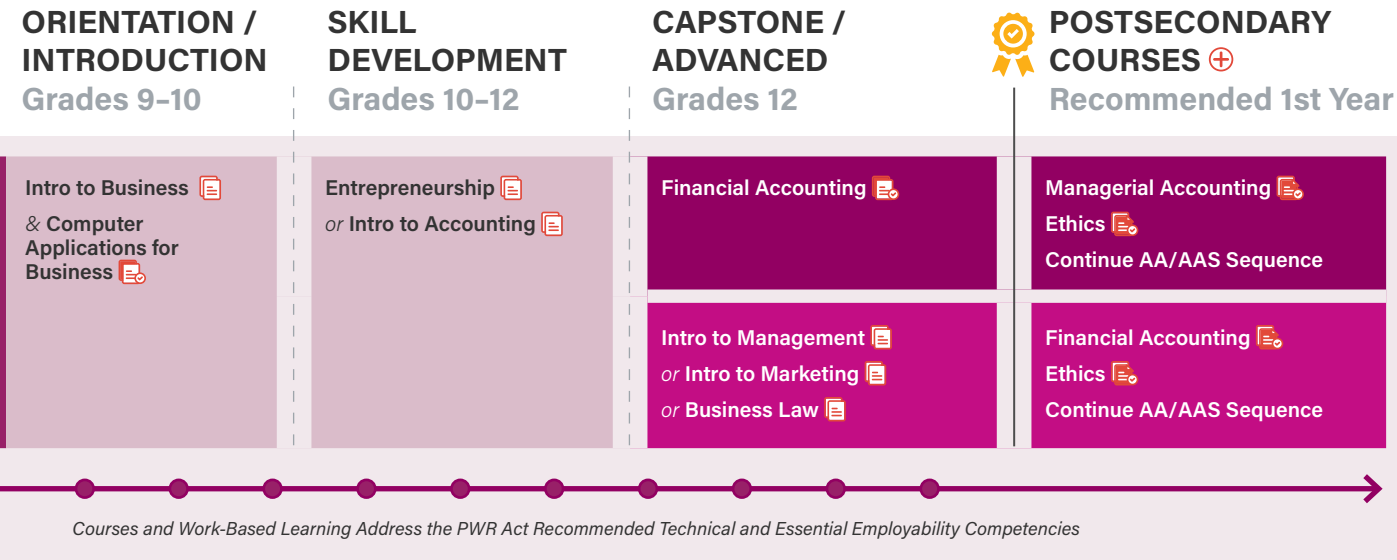 ORIENTATION /
INTRODUCTION
Grades 9–10
SKILL
DEVELOPMENT
Grades 10–12
CAPSTONE /
ADVANCED
Grades 12
POSTSECONDARY
COURSES
Recommended 1st Year
Intro to Business
& Computer
Applications for
Business
Entrepreneurship
or Intro to Accounting
Financial Accounting
Managerial Accounting
Ethics
Continue AA/AAS Sequence
Intro to Management
or Intro to Marketing
or Business Law
Financial Accounting
Ethics
Continue AA/AAS Sequence
Courses and Work-Based Learning Address the PWR Act Recommended Technical and Essential Employability Competencies